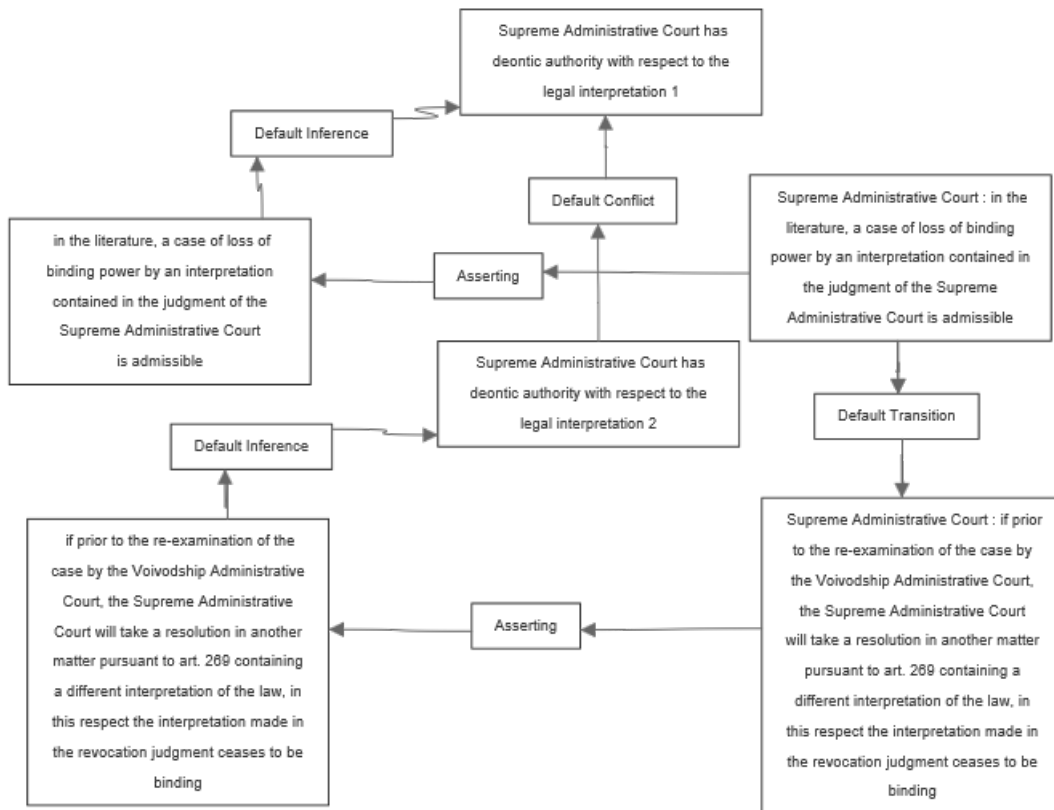 Supreme Administrative Court has
deontic authority with respect to the
legal interpretation 1
Default Inference
Default Conflict
Supreme Administrative Court : in the
literature, a case of loss of binding
power by an interpretation contained in
the judgment of the Supreme
Administrative Court is admissible
in the literature, a case of loss of
binding power by an interpretation
contained in the judgment of the
Supreme Administrative Court
is admissible
Asserting
Supreme Administrative Court has
deontic authority with respect to the
legal interpretation 2
Default Transition
Default Inference
if prior to the re-examination of the
case by the Voivodship Administrative
Court, the Supreme Administrative
Court will take a resolution in another
matter pursuant to art. 269 containing
a different interpretation of the law, in
this respect the interpretation made in
the revocation judgment ceases to be
binding
Asserting
Supreme Administrative Court : if prior
to the re-examination of the case by
the Voivodship Administrative Court,
the Supreme Administrative Court
will take a resolution in another matter
pursuant to art. 269 containing a
different interpretation of the law, in
this respect the interpretation made in
the revocation judgment ceases to be
binding